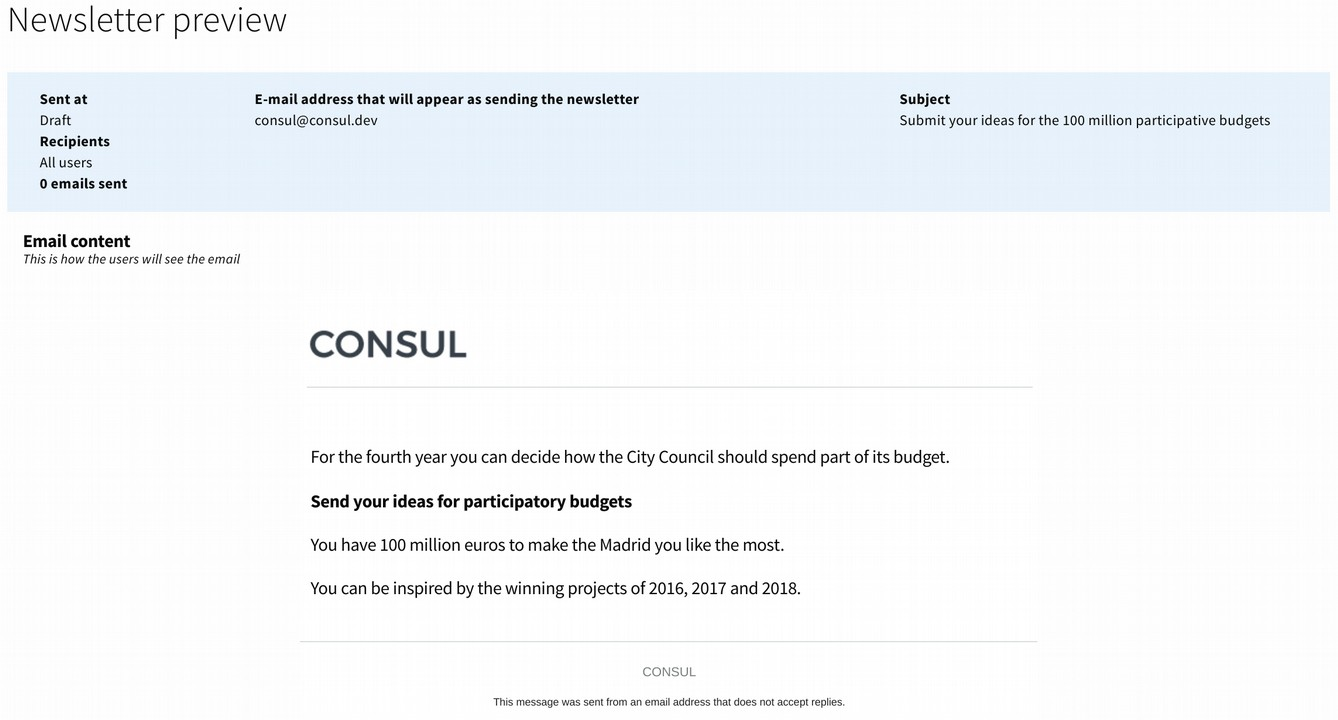 Newsletter preview
Sent at
Draft
Recipients
All users
0 emails sent
E-mail address that will appear as sending the newsletter
consul@consul.dev
Subject
Submit your ideas for the 100 million participative budgets
Email content
This is how the users will see the email
CONSUL
For the fourth year you can decide how the City Council should spend part of its budget.
Send your ideas for participatory budgets
You have 100 million euros to make the Madrid you like the most.
You can be inspired by the winning projects of 2016, 2017 and 2018.
CONSUL
This message was sent from an email address that does not accept replies.